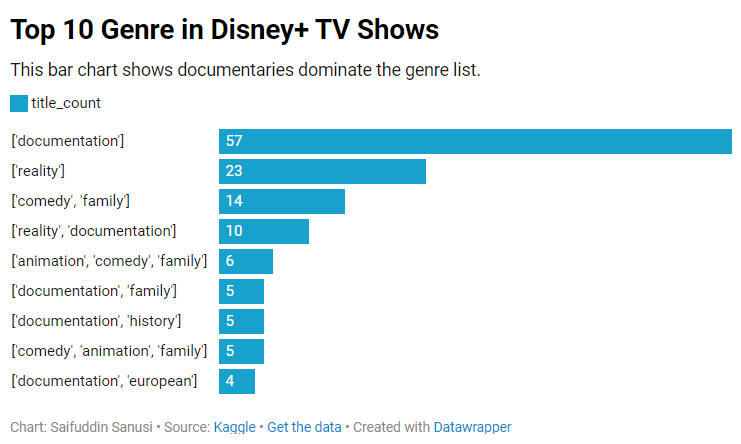 Top 10 Genre in Disney+ TV Shows
This bar chart shows documentaries dominate the genre list.
title_count
['documentation'] 57
['reality'] 23
['comedy', 'family'] 14
['reality', 'documentation'] 10
['animation', 'comedy', 'family'] 6
['documentation', 'family'] 5
['documentation', 'history'] 5
['comedy', 'animation', 'family'] 5
['documentation', 'european'] 4
Chart: Saifuddin Sanusi • Source: Kaggle • Get the data • Created with Datawrapper